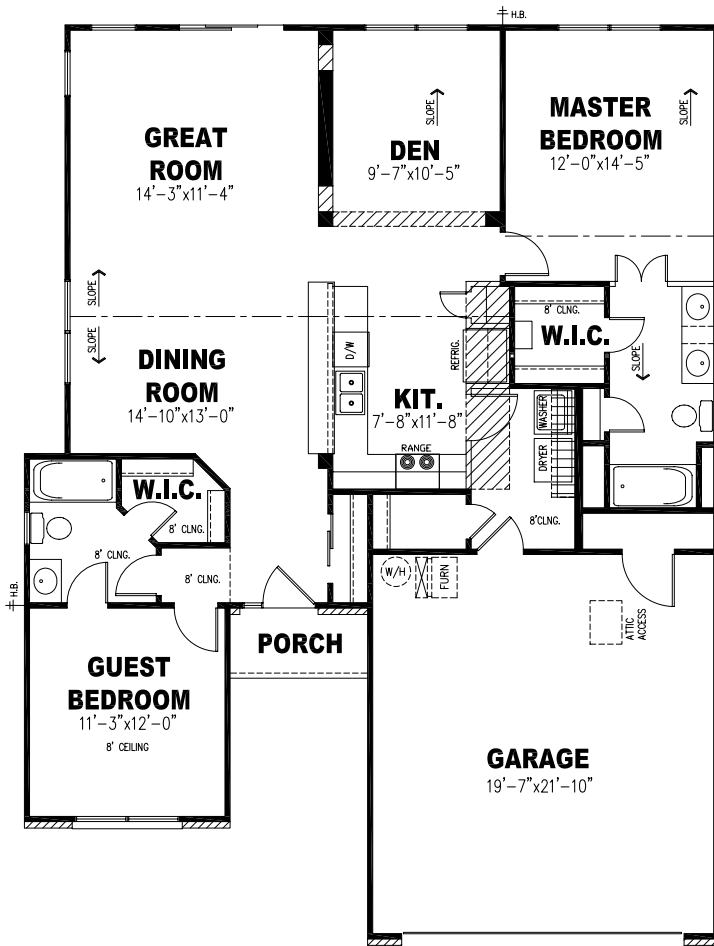 H.B.
GREAT
ROOM
14'-3"x11'-4"
SLOPE
DEN
9'-7"x10'-5"
SLOPE
MASTER
BEDROOM
12'-0"x14'-5"
SLOPE
SLOPE
DINING
ROOM
14'-10"x13'-0"
D/W
REFRIG.
KIT.
7'-8"x11'-8"
RANGE
8' CLNG.
W.I.C.
SLOPE
WASHER
DRYER
8'CLNG.
W.I.C.
8' CLNG.
8' CLNG.
8' CLNG.
H.B.
W/H
FURN
ATTIC
ACCESS
PORCH
GUEST
BEDROOM
11'-3"x12'-0"
8' CEILING
GARAGE
19'-7"x21'-10"